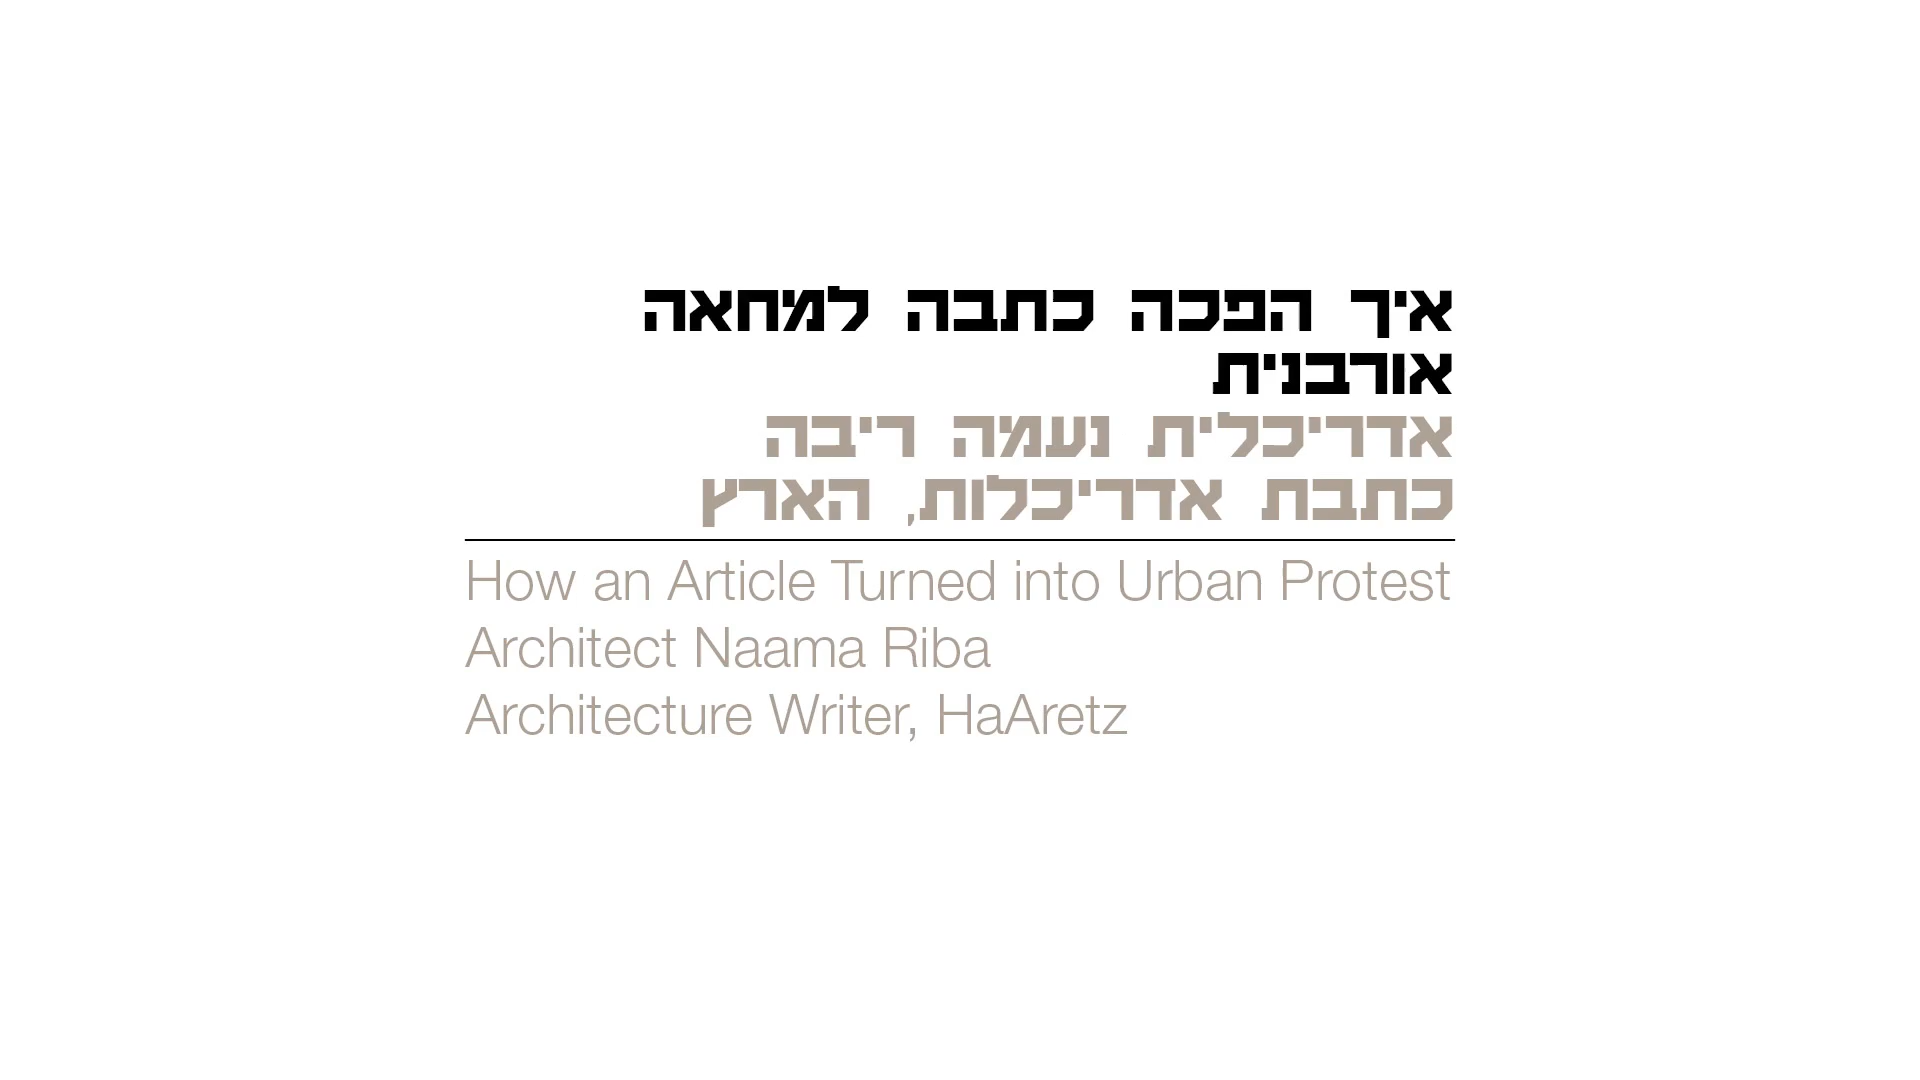 איך הפכה כתבה למחאה
אורבנית
אדריכלית נעמה ריבה
כתבת אדריכלות, הארץ
How an Article Turned into Urban Protest
Architect Naama Riba
Architecture Writer, HaAretz